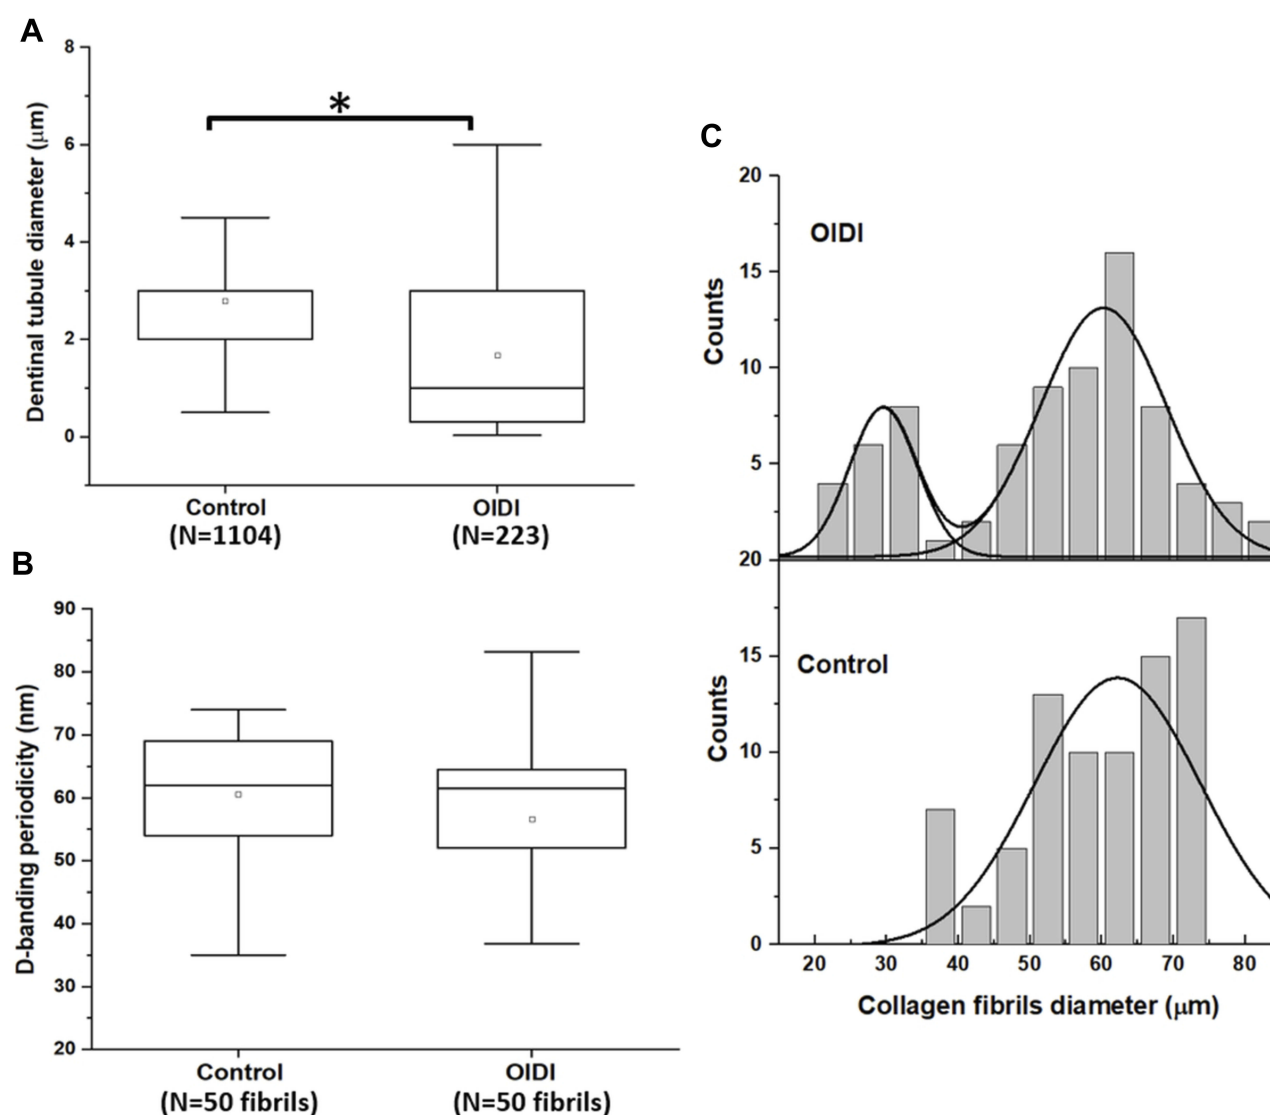 A
8
6
4
2
0
Dentinal tubule diameter (μm)
*
Control
(N=1104)
OIDI
(N=223)
B
90
80
70
60
50
40
30
20
D-banding periodicity (nm)
Control
(N=50 fibrils)
OIDI
(N=50 fibrils)
C
20
15
10
5
Counts
OIDI
20
15
10
5
0
Counts
Control
20 30 40 50 60 70 80
Collagen fibrils diameter (μm)